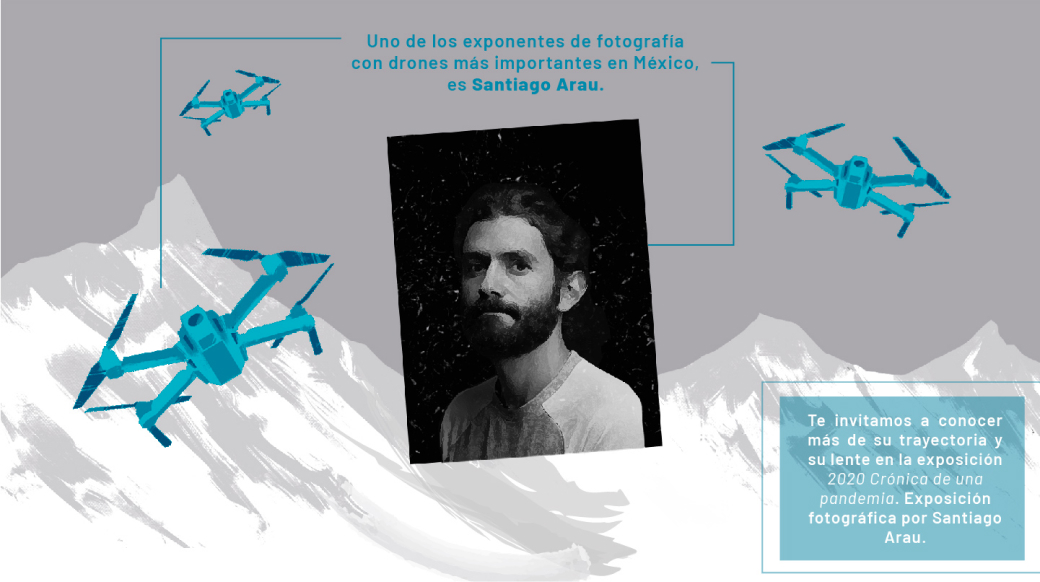 Uno de los exponentes de fotografía
con drones más importantes en México,
es Santiago Arau.
Te invitamos a conocer
más de su trayectoria y
su lente en la exposición
2020 Crónica de una
pandemia. Exposición
fotográfica por Santiago
Arau.